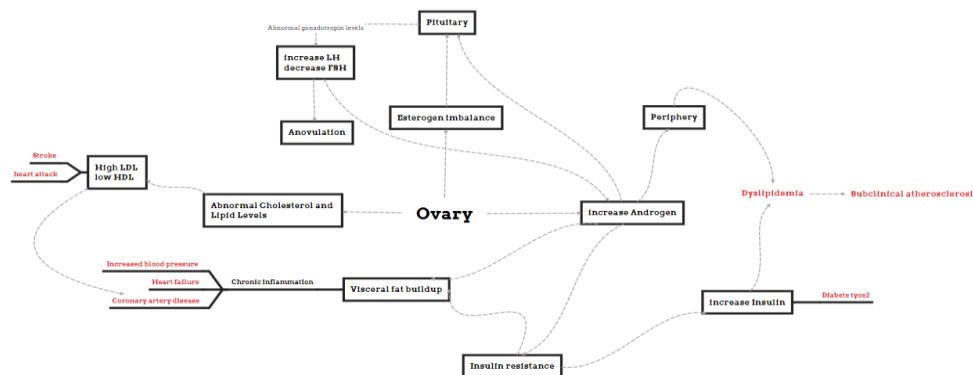 Pituitary
Abnormal gonadotropin levels
increase LH
decrease FSH
Esterogen imbalance
Periphery
Anovulation
Stroke
heart attack
High LDL
low HDL
Dyslipidemia
Subclinical atherosclerosi
Abnormal Cholesterol and
Lipid Levels
Ovary
increase Androgen
Increased blood pressure
Heart failure
Coronary artery disease
Chronic inflammation
Visceral fat buildup
increase Insulin
Diabete tyoe2
Insulin resistance